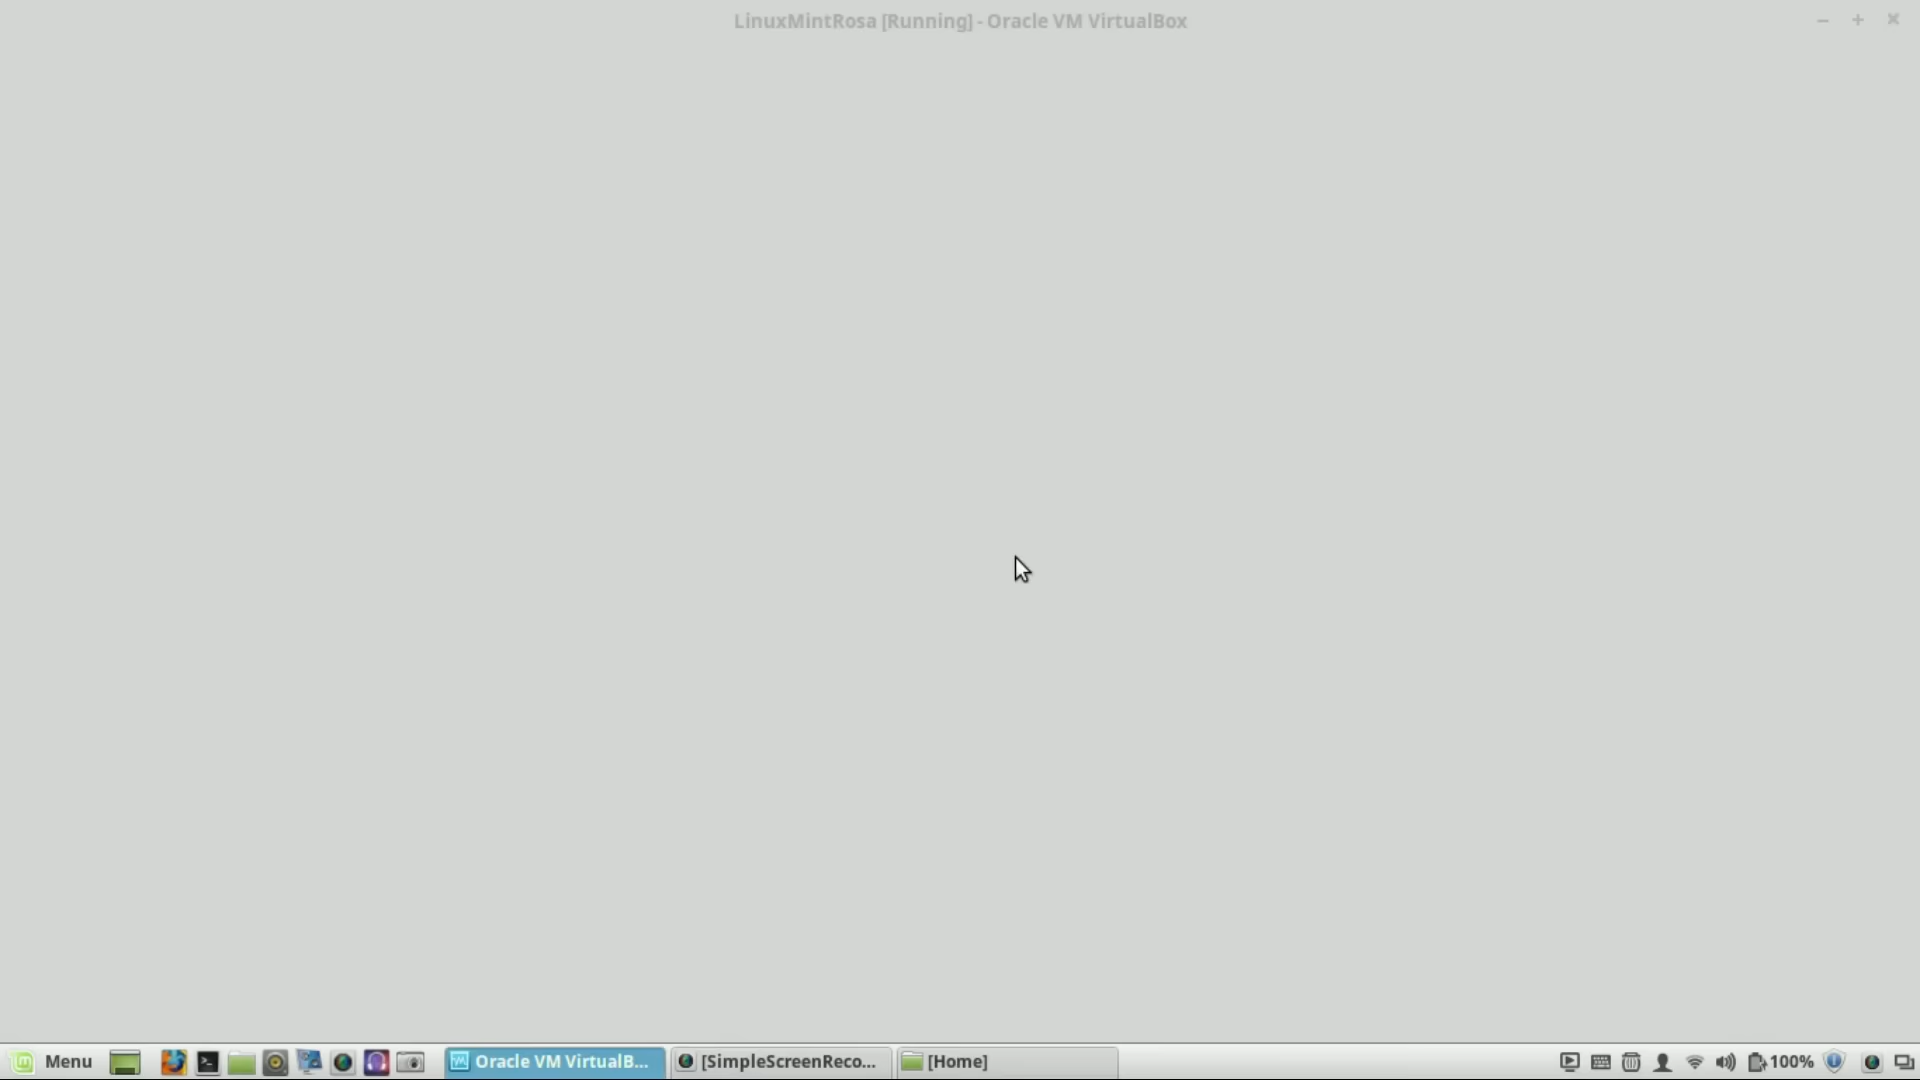 LinuxMintRosa [Running] - Oracle VM VirtualBox
Menu
Oracle VM VirtualB...
[SimpleScreenReco...
[Home]
100%